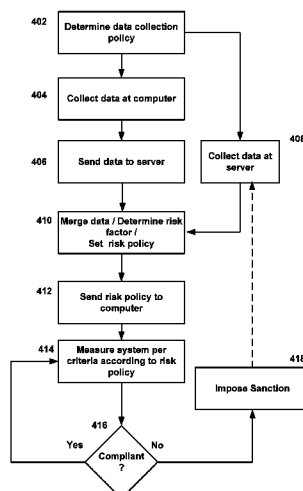 402
Determine data collection
policy
404
Collect data at computer
408
Collect data at
server
406
Send data to server
410
Merge data / Determine risk
factor /
Set risk policy
412
Send risk policy to
computer
414
Measure system per
criteria according to risk
policy
418
Impose Sanction
416
Yes
Compliant
?
No